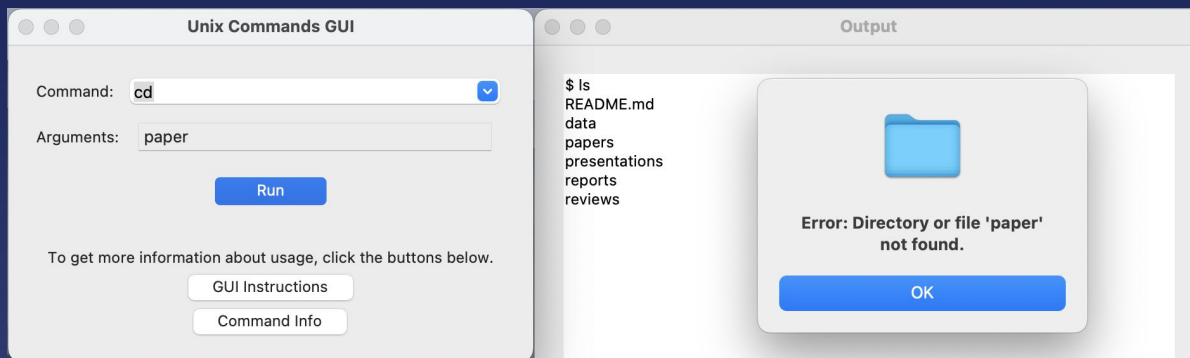 Unix Commands GUI
Command: cd
Arguments: paper
Run
To get more information about usage, click the buttons below.
GUI Instructions
Command Info
Output
$ ls
README.md
data
papers
presentations
reports
reviews
Error: Directory or file 'paper'
not found.
OK